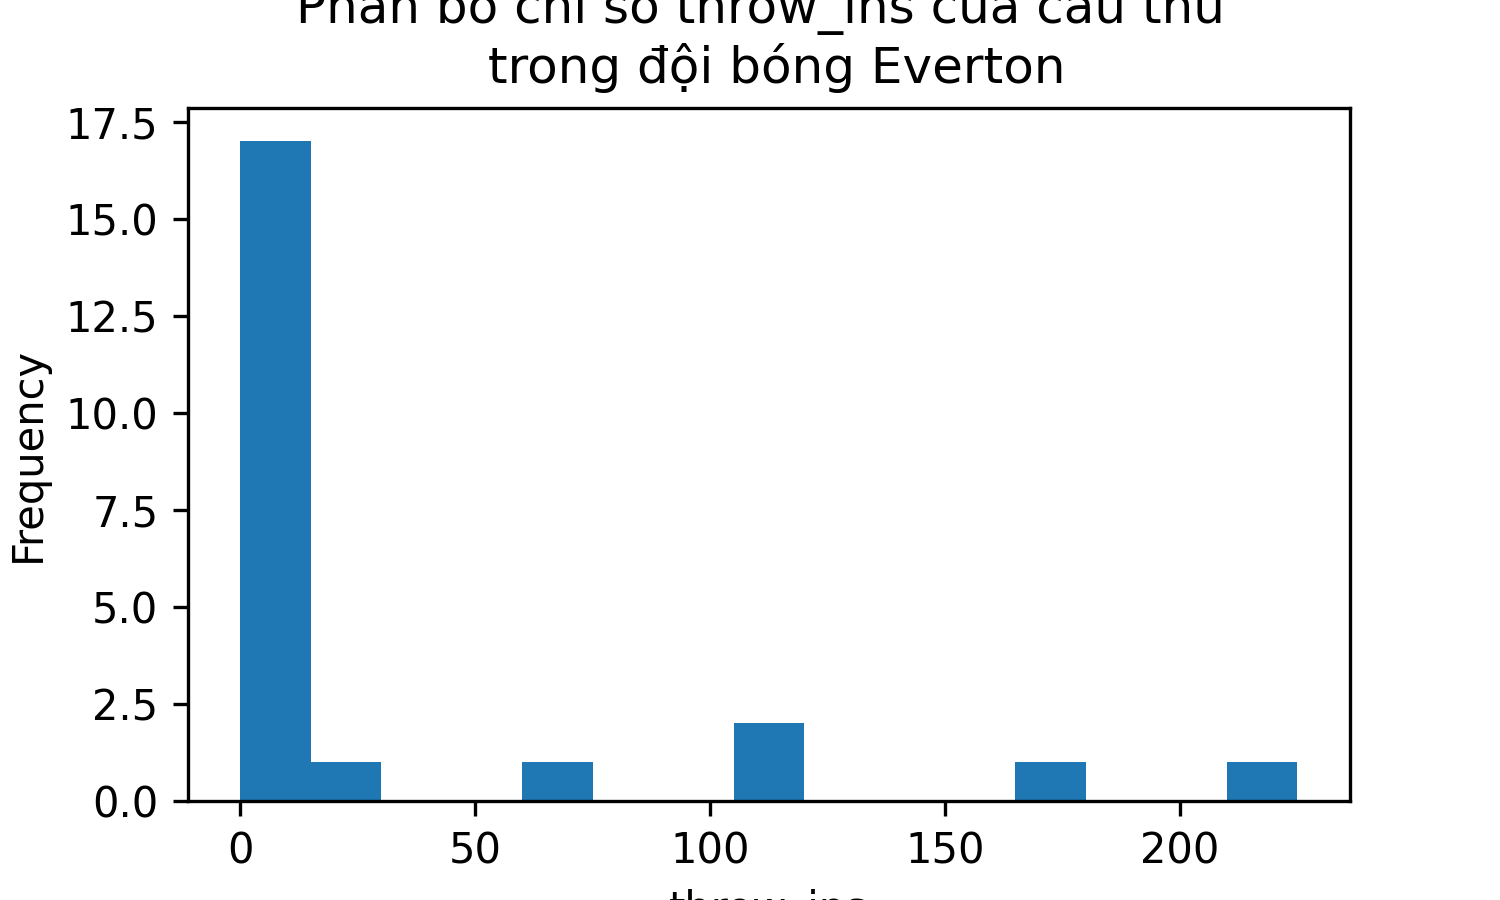 Phân bố chỉ số throw_ins của cầu thủ
trong đội bóng Everton
17.5
15.0
12.5
10.0
7.5
5.0
2.5
0.0
Frequency
0 50 100 150 200
throw_ins